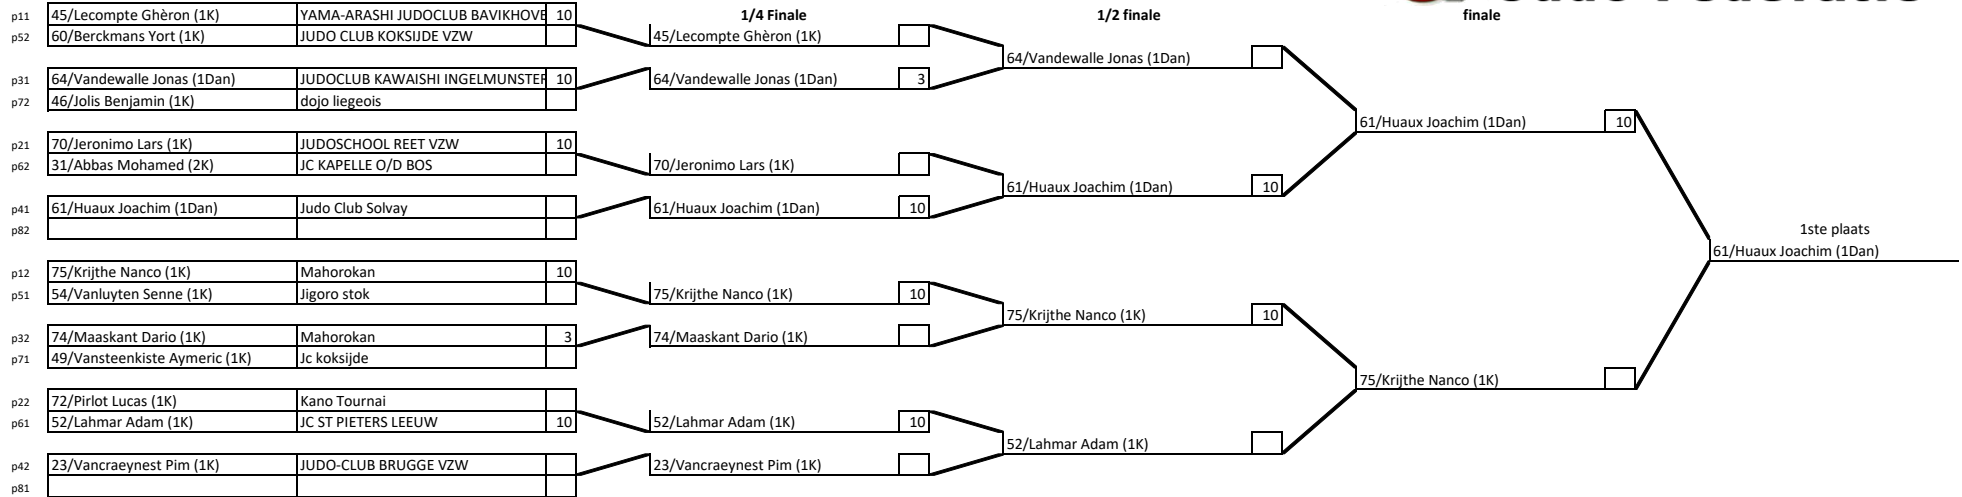 1/4 Finale 1/2 finale finale
p11 45/Lecompte Ghèron (1K) YAMA-ARASHI JUDOCLUB BAVIKHOVE 10
p52 60/Berckmans Yort (1K) JUDO CLUB KOKSIJDE VZW
45/Lecompte Ghèron (1K)
64/Vandewalle Jonas (1Dan)
p31 64/Vandewalle Jonas (1Dan) JUDOCLUB KAWAISHI INGELMUNSTER 10
64/Vandewalle Jonas (1Dan) 3
p72 46/Jolis Benjamin (1K) dojo liegeois
61/Huaux Joachim (1Dan) 10
p21 70/Jeronimo Lars (1K) JUDOSCHOOL REET VZW 10
p62 31/Abbas Mohamed (2K) JC KAPELLE O/D BOS
70/Jeronimo Lars (1K)
61/Huaux Joachim (1Dan) 10
p41 61/Huaux Joachim (1Dan) Judo Club Solvay
61/Huaux Joachim (1Dan) 10
p82
1ste plaats
61/Huaux Joachim (1Dan)
p12 75/Krijthe Nanco (1K) Mahorokan 10
p51 54/Vanluyten Senne (1K) Jigoro stok
75/Krijthe Nanco (1K) 10
75/Krijthe Nanco (1K) 10
p32 74/Maaskant Dario (1K) Mahorokan 3
74/Maaskant Dario (1K)
p71 49/Vansteenkiste Aymeric (1K) Jc koksijde
75/Krijthe Nanco (1K)
p22 72/Pirlot Lucas (1K) Kano Tournai
p61 52/Lahmar Adam (1K) JC ST PIETERS LEEUW 10
52/Lahmar Adam (1K) 10
52/Lahmar Adam (1K)
p42 23/Vancraeynest Pim (1K) JUDO-CLUB BRUGGE VZW
23/Vancraeynest Pim (1K)
p81